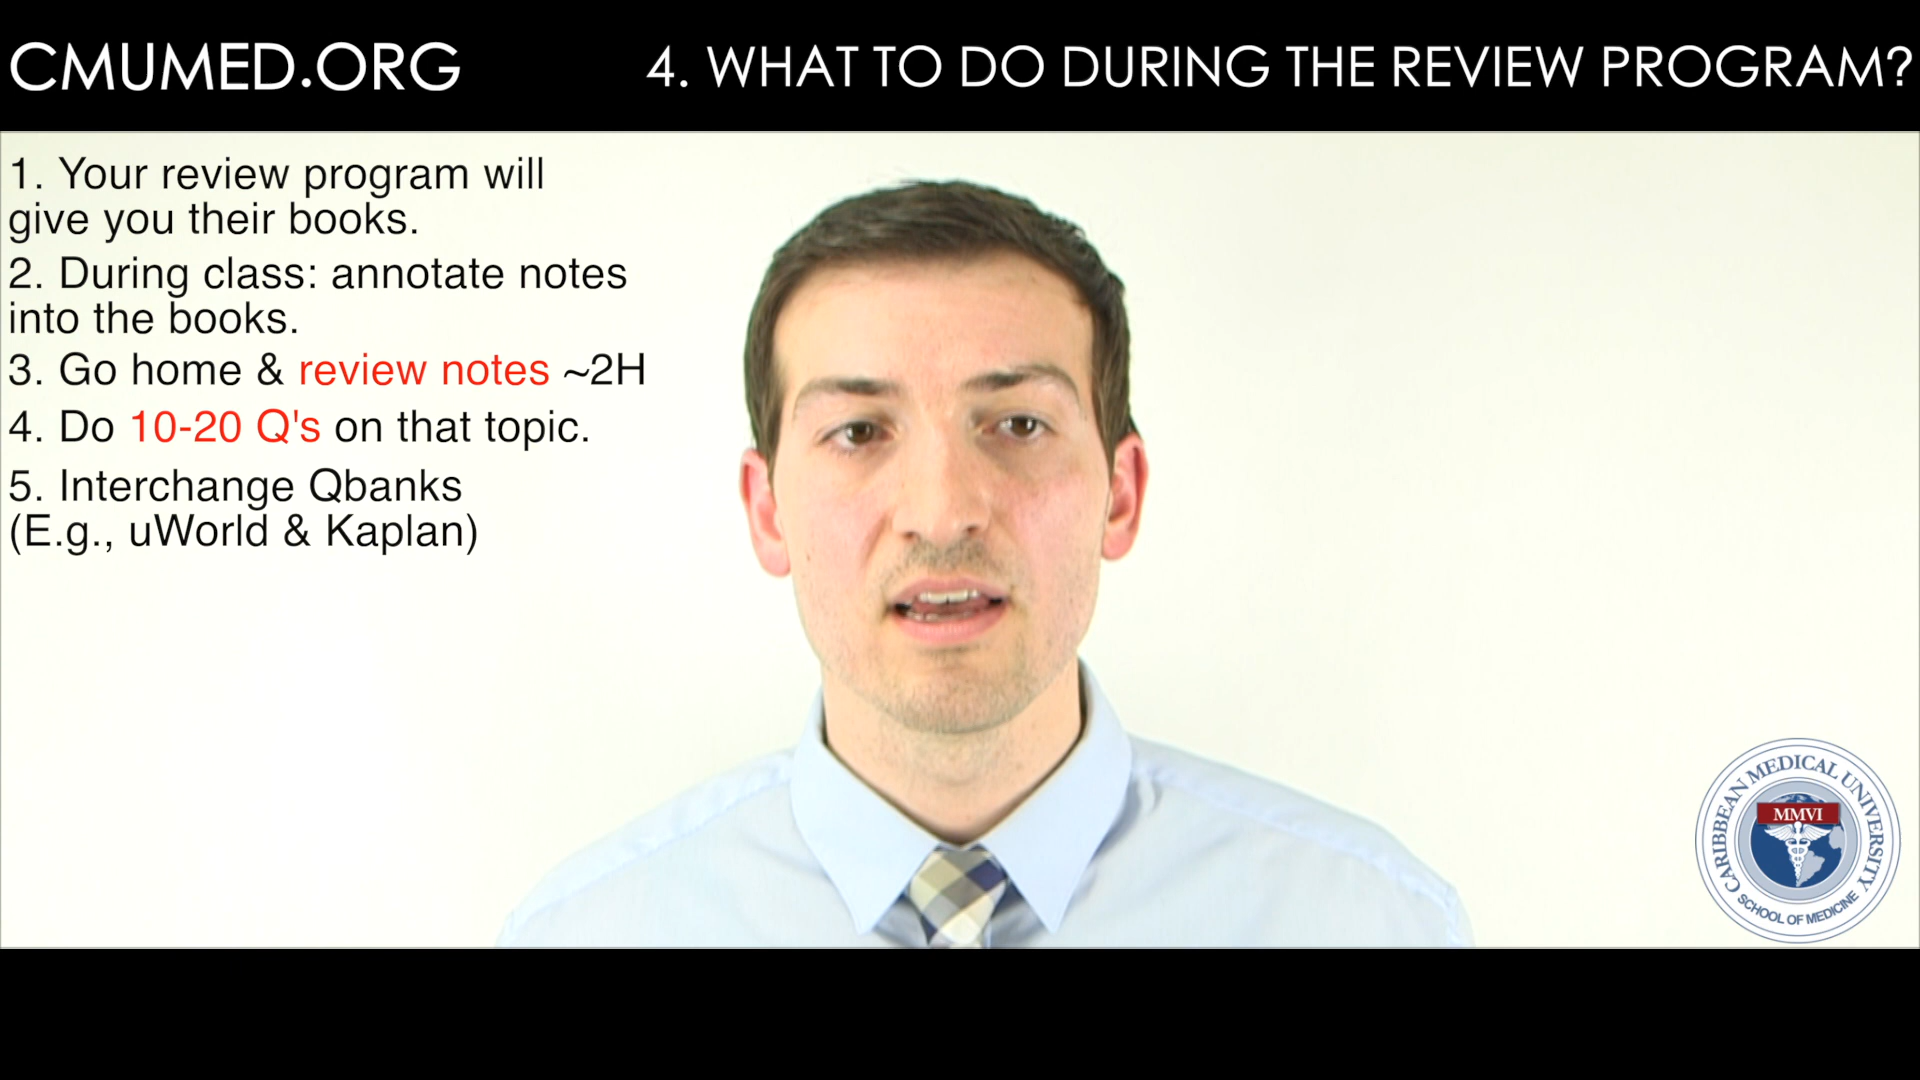 CMUMED.ORG
4. WHAT TO DO DURING THE REVIEW PROGRAM?
1. Your review program will
give you their books.
2. During class: annotate notes
into the books.
3. Go home & review notes ~2H
4. Do 10-20 Q's on that topic.
5. Interchange Qbanks
(E.g., uWorld & Kaplan)
CARIBBEAN MEDICAL UNIVERSITY
MMVI
SCHOOL OF MEDICINE